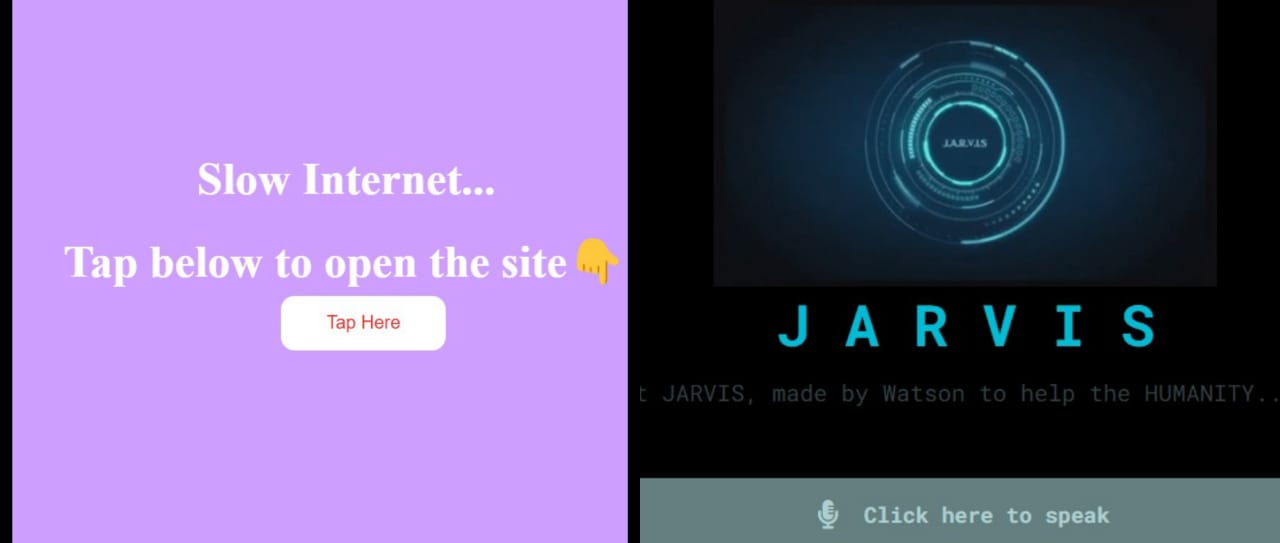 Slow Internet...
Tap below to open the site👇
Tap Here
J.A.R.V.I.S
J A R V I S
t JARVIS, made by Watson to help the HUMANITY..
Click here to speak